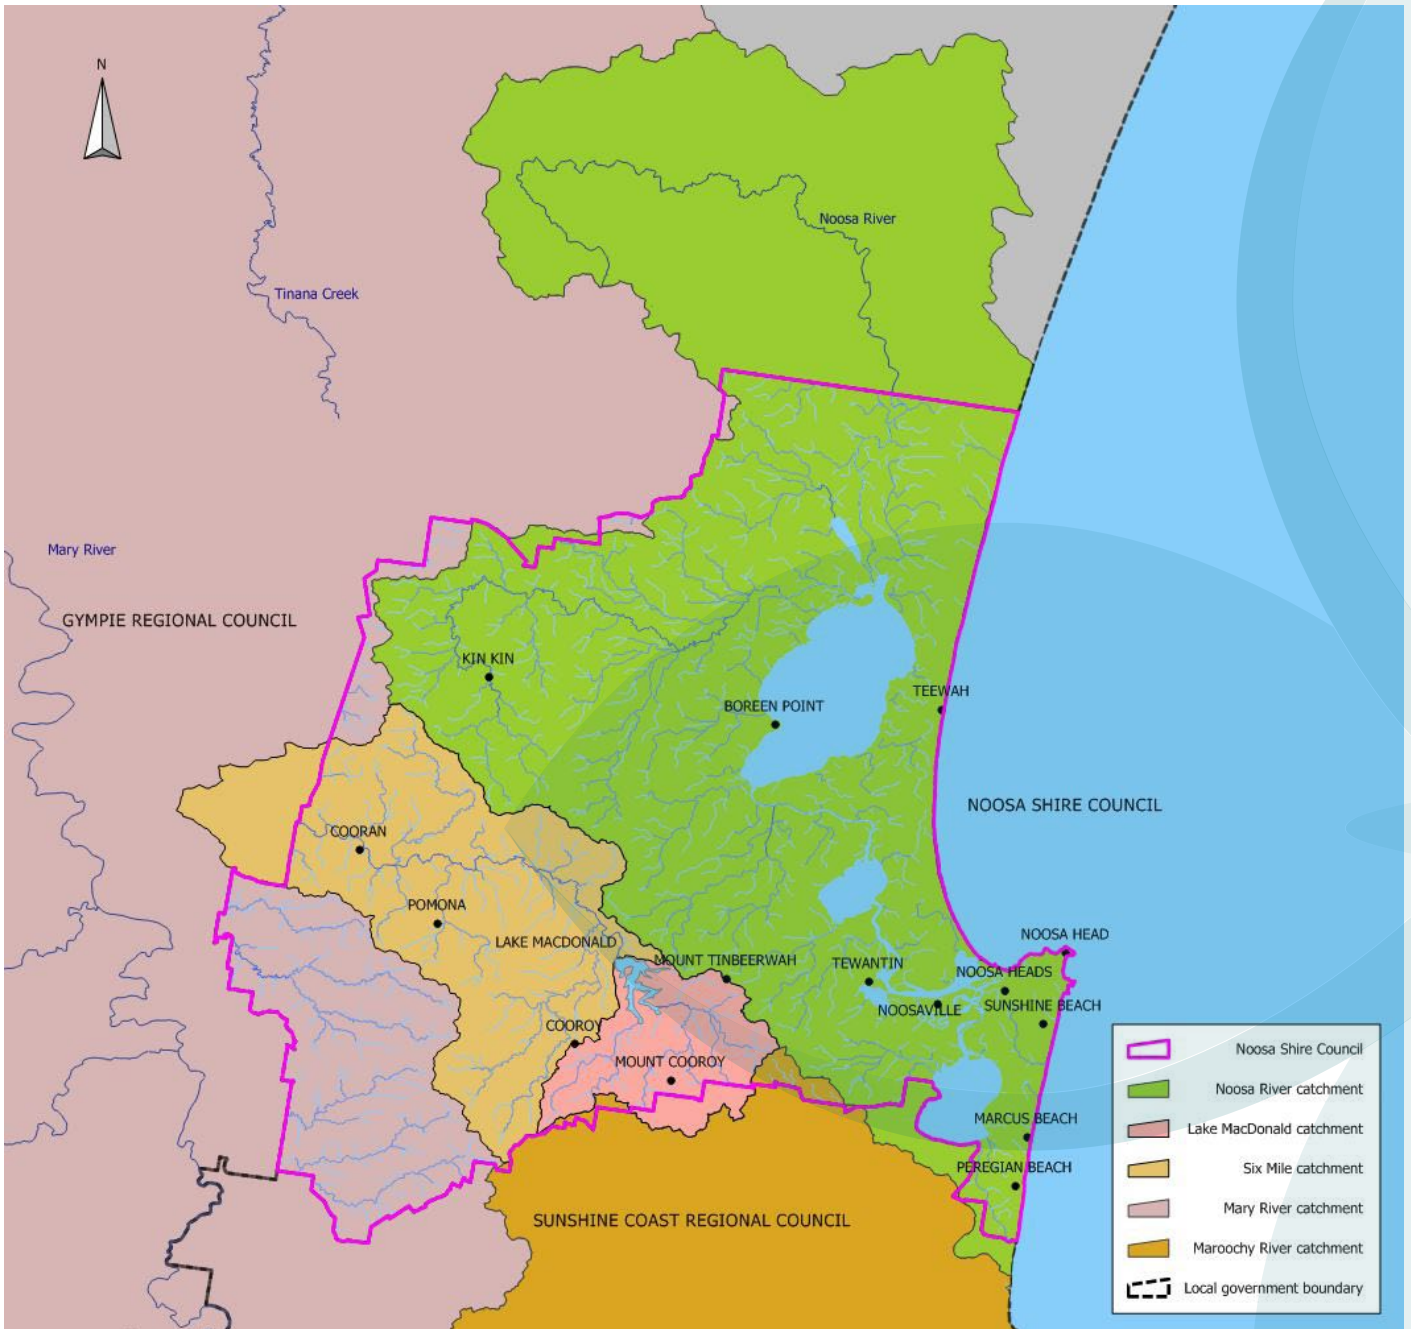 N
Noosa River
Tinana Creek
Mary River
GYMPIE REGIONAL COUNCIL
KIN KIN
TEEWAH
BOREEN POINT
NOOSA SHIRE COUNCIL
COORAN
POMONA
NOOSA HEAD
LAKE MACDONALD
MOUNT TINBEERWAH
TEWANTIN
NOOSA HEADS
NOOSAVILLE
SUNSHINE BEACH
COOROY
MOUNT COOROY
MARCUS BEACH
PEREGIAN BEACH
SUNSHINE COAST REGIONAL COUNCIL
Noosa Shire Council
Noosa River catchment
Lake MacDonald catchment
Six Mile catchment
Mary River catchment
Maroochy River catchment
Local government boundary